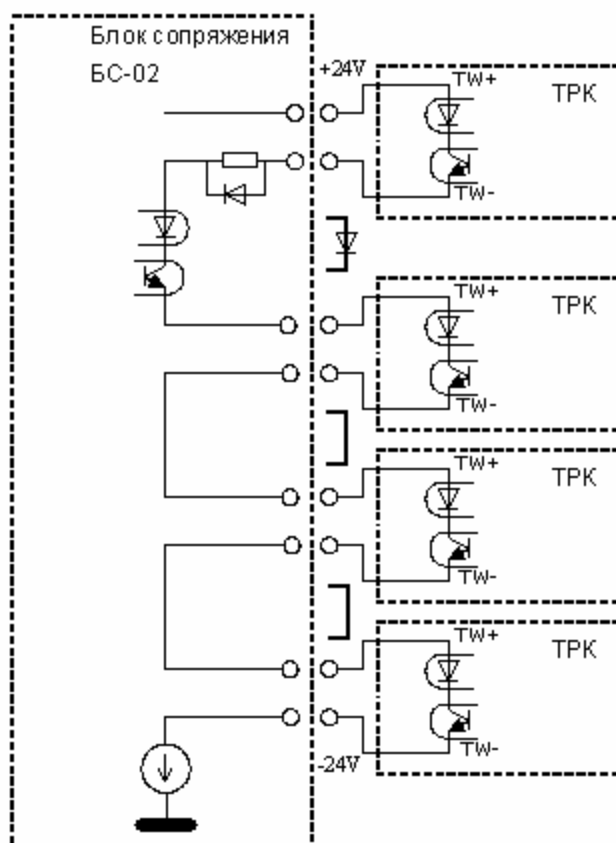 Блок сопряжения
БС-02
+24V
TW+
ТРК
TW-
TW+
ТРК
TW-
TW+
ТРК
TW-
TW+
ТРК
TW-
-24V